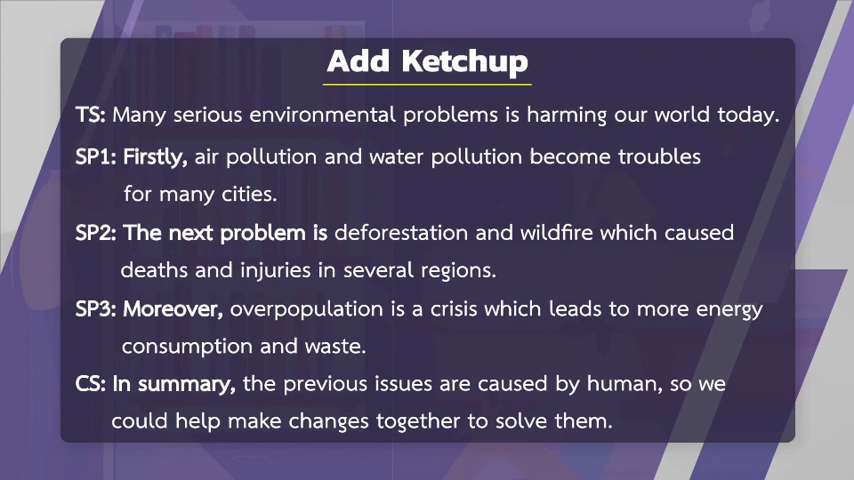 Add Ketchup
TS: Many serious environmental problems is harming our world today.
SP1: Firstly, air pollution and water pollution become troubles
for many cities.
SP2: The next problem is deforestation and wildfire which caused
deaths and injuries in several regions.
SP3: Moreover, overpopulation is a crisis which leads to more energy
consumption and waste.
CS: In summary, the previous issues are caused by human, so we
could help make changes together to solve them.